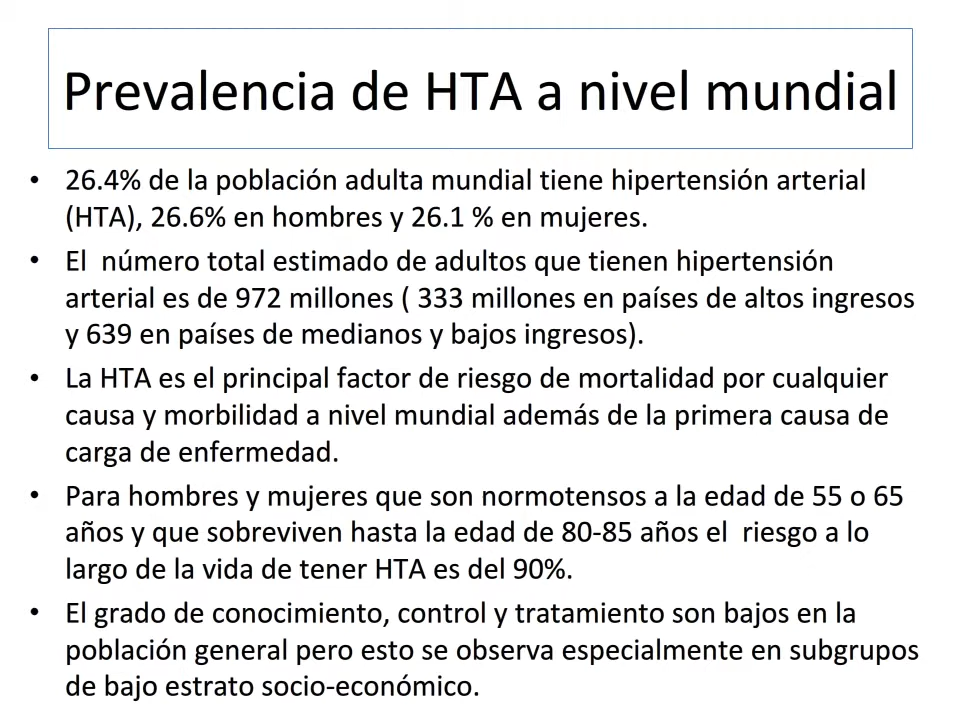 Prevalencia de HTA a nivel mundial
• 26.4% de la población adulta mundial tiene hipertensión arterial
(HTA), 26.6% en hombres y 26.1 % en mujeres.
• El  número total estimado de adultos que tienen hipertensión
arterial es de 972 millones ( 333 millones en países de altos ingresos
y 639 en países de medianos y bajos ingresos).
• La HTA es el principal factor de riesgo de mortalidad por cualquier
causa y morbilidad a nivel mundial además de la primera causa de
carga de enfermedad.
• Para hombres y mujeres que son normotensos a la edad de 55 o 65
años y que sobreviven hasta la edad de 80-85 años el  riesgo a lo
largo de la vida de tener HTA es del 90%.
• El grado de conocimiento, control y tratamiento son bajos en la
población general pero esto se observa especialmente en subgrupos
de bajo estrato socio-económico.